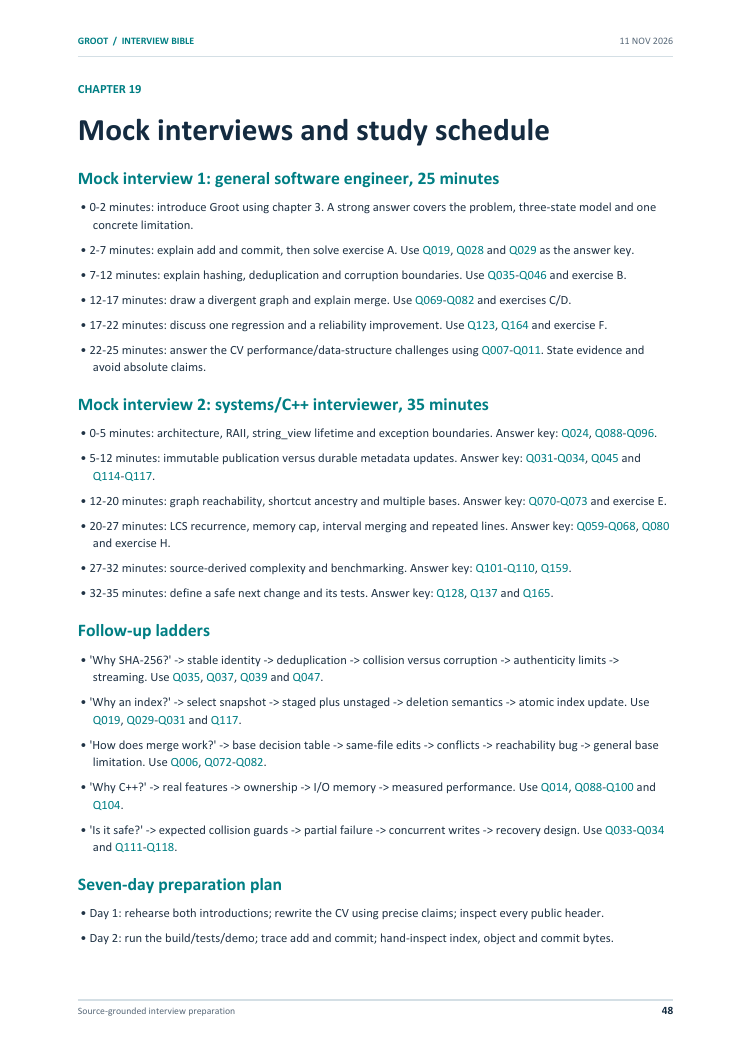 GROOT / INTERVIEW BIBLE
11 NOV 2026
CHAPTER 19
Mock interviews and study schedule
Mock interview 1: general software engineer, 25 minutes
• 0-2 minutes: introduce Groot using chapter 3. A strong answer covers the problem, three-state model and one
concrete limitation.
• 2-7 minutes: explain add and commit, then solve exercise A. Use Q019, Q028 and Q029 as the answer key.
• 7-12 minutes: explain hashing, deduplication and corruption boundaries. Use Q035-Q046 and exercise B.
• 12-17 minutes: draw a divergent graph and explain merge. Use Q069-Q082 and exercises C/D.
• 17-22 minutes: discuss one regression and a reliability improvement. Use Q123, Q164 and exercise F.
• 22-25 minutes: answer the CV performance/data-structure challenges using Q007-Q011. State evidence and
avoid absolute claims.
Mock interview 2: systems/C++ interviewer, 35 minutes
• 0-5 minutes: architecture, RAII, string_view lifetime and exception boundaries. Answer key: Q024, Q088-Q096.
• 5-12 minutes: immutable publication versus durable metadata updates. Answer key: Q031-Q034, Q045 and
Q114-Q117.
• 12-20 minutes: graph reachability, shortcut ancestry and multiple bases. Answer key: Q070-Q073 and exercise E.
• 20-27 minutes: LCS recurrence, memory cap, interval merging and repeated lines. Answer key: Q059-Q068, Q080
and exercise H.
• 27-32 minutes: source-derived complexity and benchmarking. Answer key: Q101-Q110, Q159.
• 32-35 minutes: define a safe next change and its tests. Answer key: Q128, Q137 and Q165.
Follow-up ladders
• 'Why SHA-256?' -> stable identity -> deduplication -> collision versus corruption -> authenticity limits ->
streaming. Use Q035, Q037, Q039 and Q047.
• 'Why an index?' -> select snapshot -> staged plus unstaged -> deletion semantics -> atomic index update. Use
Q019, Q029-Q031 and Q117.
• 'How does merge work?' -> base decision table -> same-file edits -> conflicts -> reachability bug -> general base
limitation. Use Q006, Q072-Q082.
• 'Why C++?' -> real features -> ownership -> I/O memory -> measured performance. Use Q014, Q088-Q100 and
Q104.
• 'Is it safe?' -> expected collision guards -> partial failure -> concurrent writes -> recovery design. Use Q033-Q034
and Q111-Q118.
Seven-day preparation plan
• Day 1: rehearse both introductions; rewrite the CV using precise claims; inspect every public header.
• Day 2: run the build/tests/demo; trace add and commit; hand-inspect index, object and commit bytes.
Source-grounded interview preparation
48